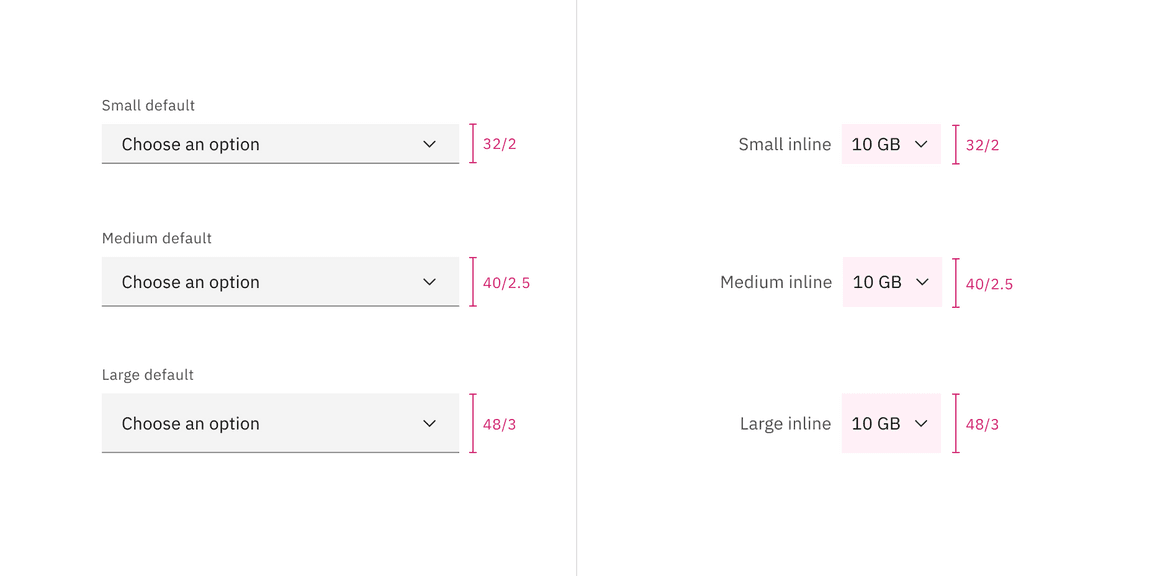 Small default
Choose an option
32/2
Medium default
Choose an option
40/2.5
Large default
Choose an option
48/3
Small inline
10 GB
32/2
Medium inline
10 GB
40/2.5
Large inline
10 GB
48/3